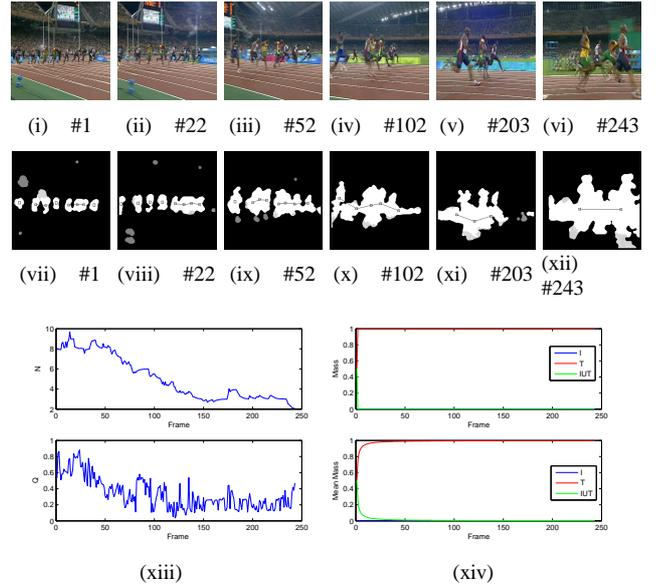 (i) #1 (ii) #22 (iii) #52 (iv) #102 (v) #203 (vi) #243
(vii) #1 (viii) #22 (ix) #52 (x) #102 (xi) #203 (xii)
#243
10
8
6
4
2
N
0 50 100 150 200 250
Frame
1
0.8
0.6
0.4
0.2
0
Mass
0 50 100 150 200 250
Frame
I
T
IUT
1
0.8
0.6
0.4
0.2
0
Q
0 50 100 150 200 250
Frame
1
0.8
0.6
0.4
0.2
0
Mean Mass
0 50 100 150 200 250
Frame
I
T
IUT
(xiii) (xiv)